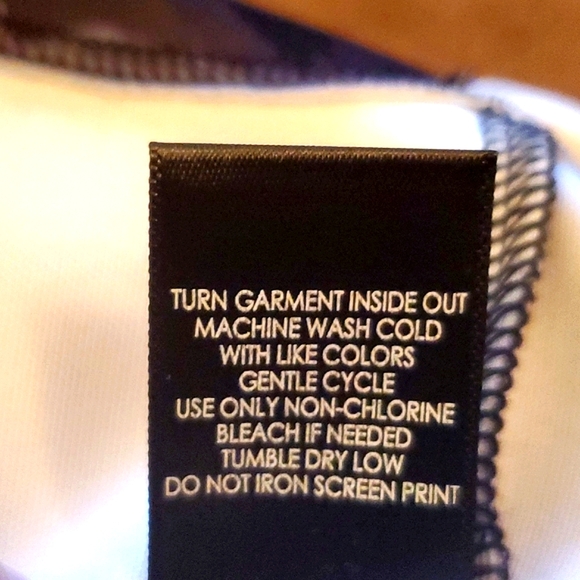 TURN GARMENT INSIDE OUT
MACHINE WASH COLD
WITH LIKE COLORS
GENTLE CYCLE
USE ONLY NON-CHLORINE
BLEACH IF NEEDED
TUMBLE DRY LOW
DO NOT IRON SCREEN PRINT